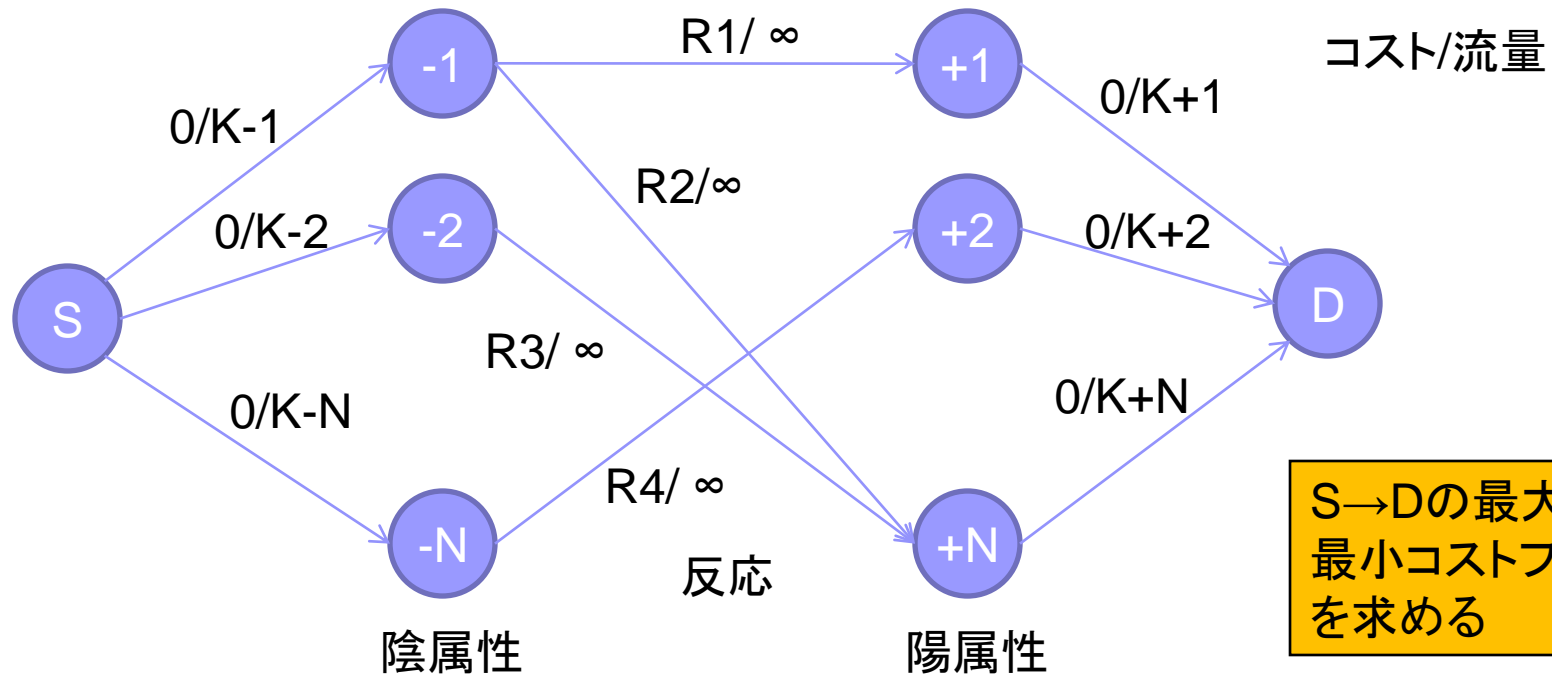 R1/ ∞
コスト/流量
-1
+1
0/K-1
0/K+1
R2/∞
0/K-2
-2
+2
0/K+2
S
D
R3/ ∞
0/K-N
0/K+N
R4/ ∞
-N
+N
反応
陰属性
陽属性
S→Dの最大
最小コスト
を求める